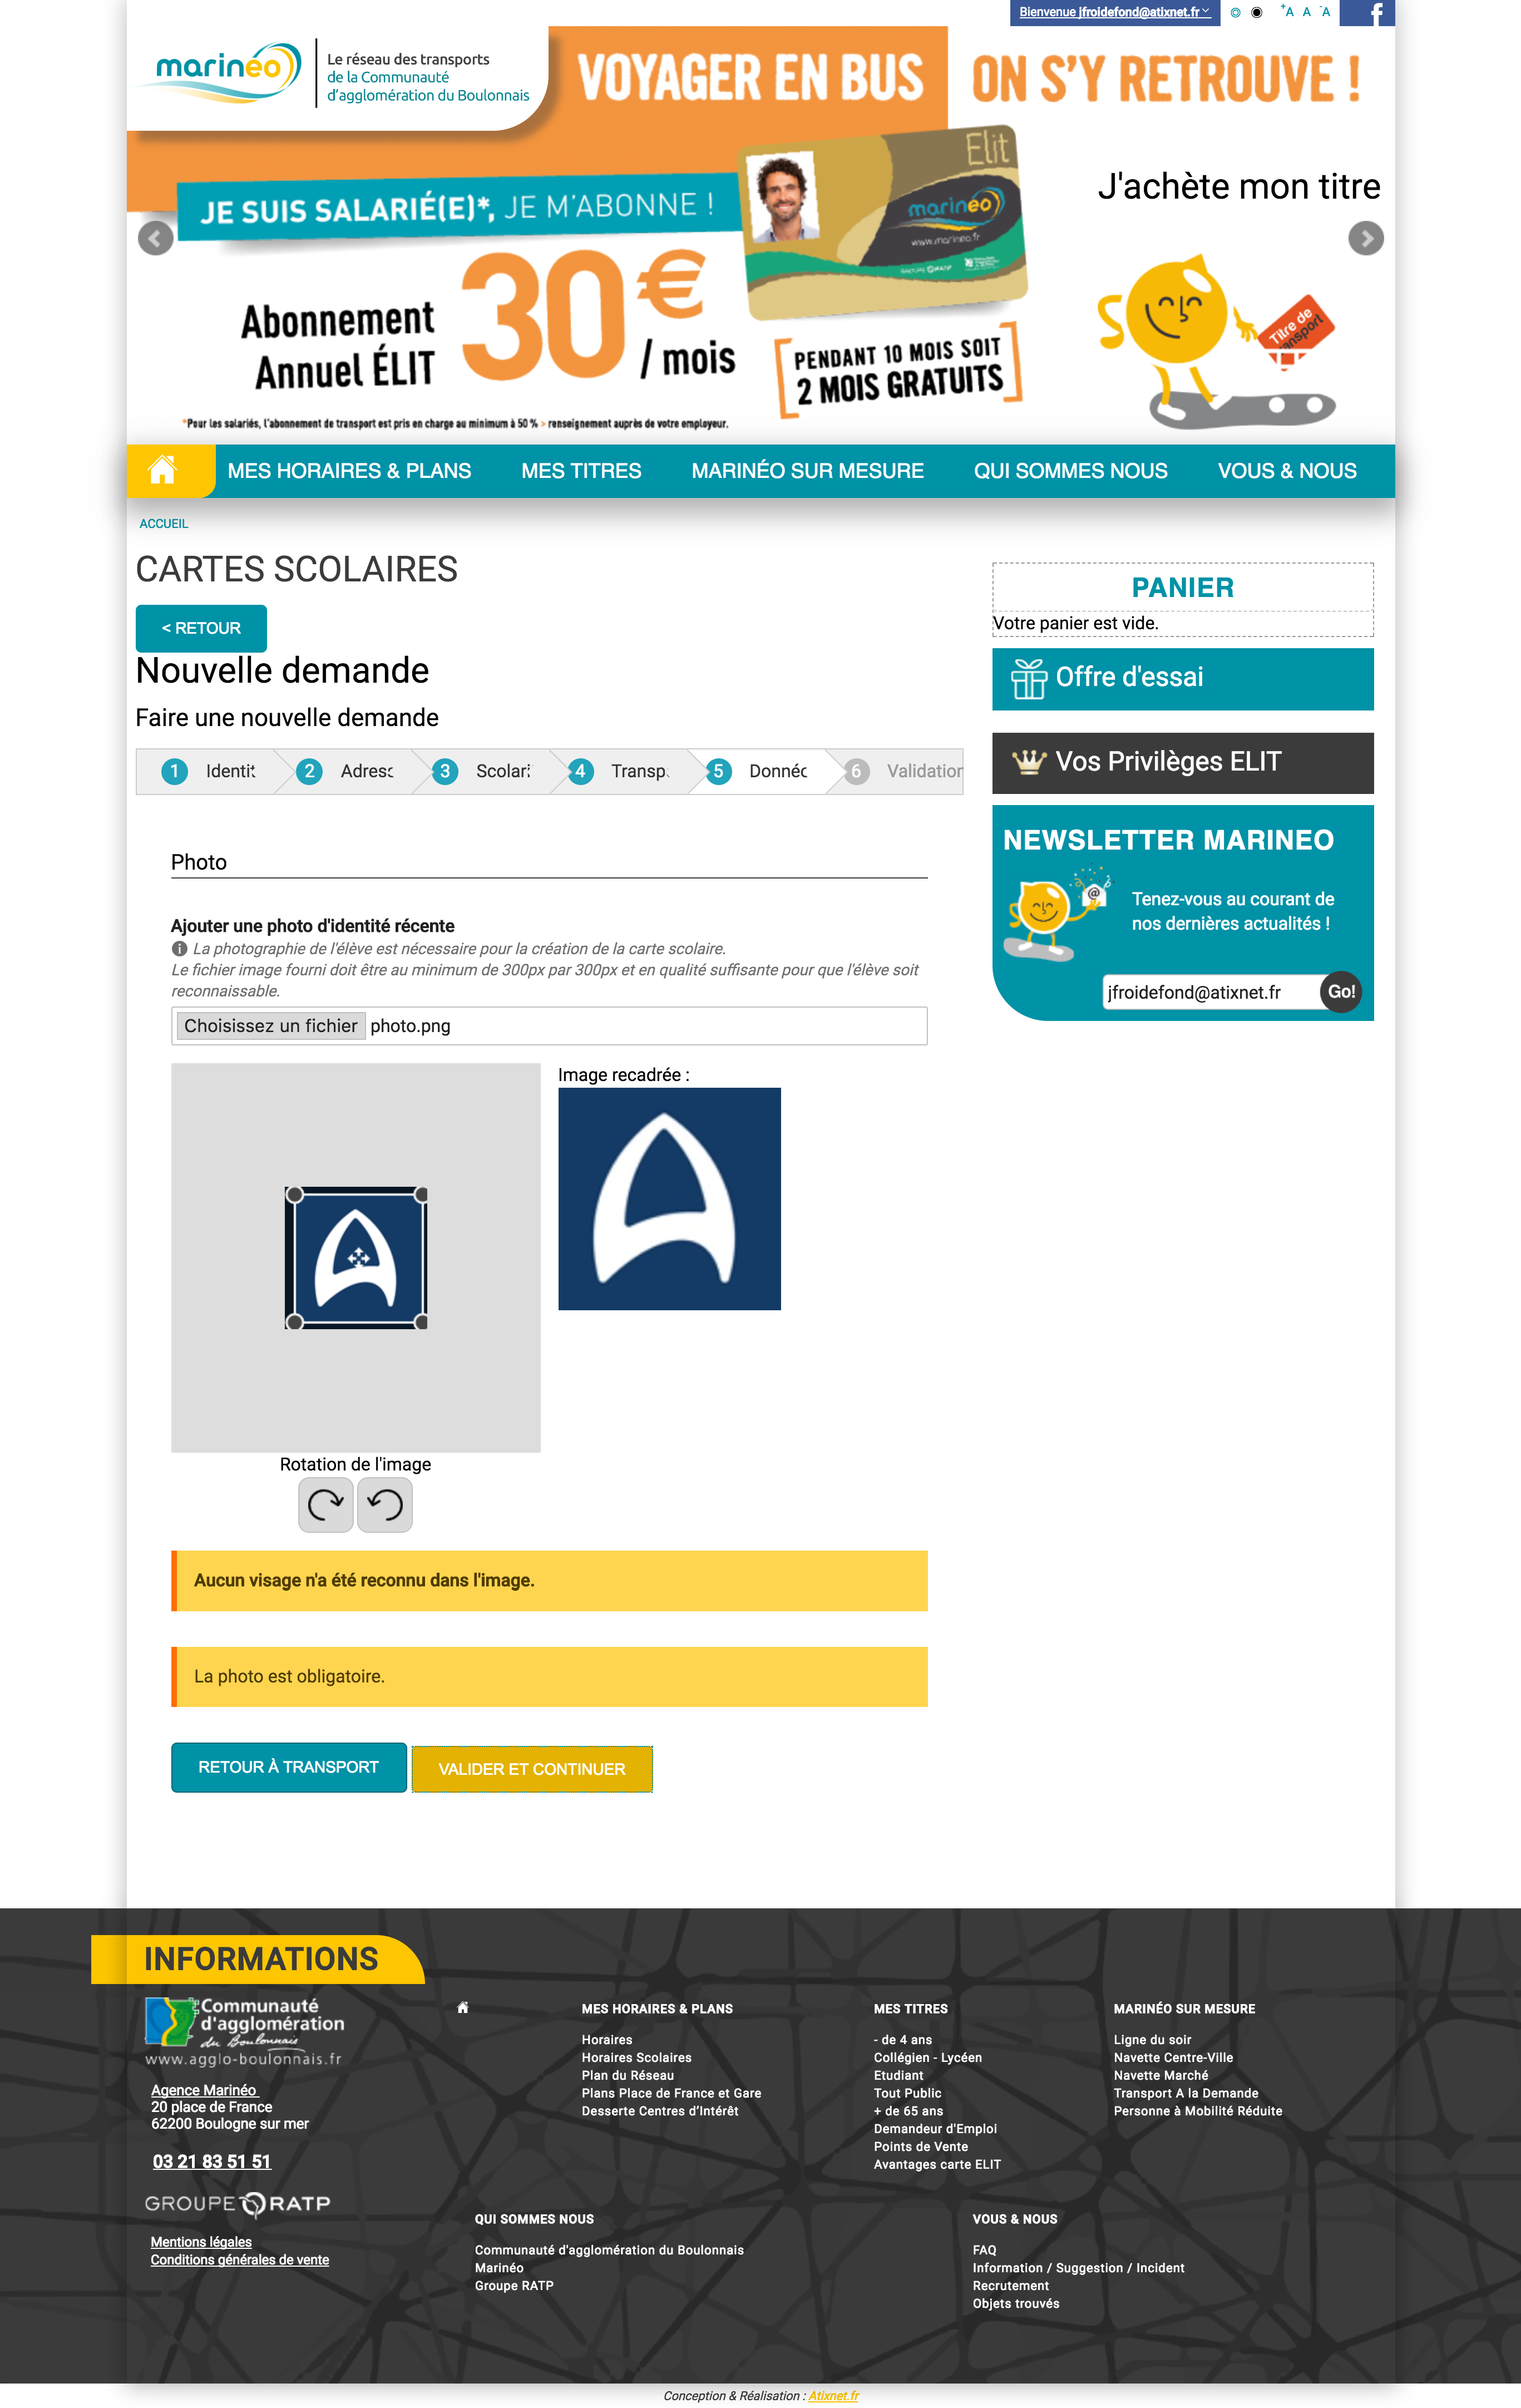 Bienvenue jfroidefond@atixnet.fr
+A A -A
marinéo
Le réseau des transports
de la Communauté
d'agglomération du Boulonnais
VOYAGER EN BUS ON S'Y RETROUVE !
JE SUIS SALARIÉ(E)*, JE M'ABONNE !
Elit
marinéo
www.marineo.fr
GROUPE RATP
J'achète mon titre
Abonnement
Annuel ÉLIT
30€
/ mois
PENDANT 10 MOIS SOIT
2 MOIS GRATUITS
Titre de
*Pour les salariés, l'abonnement de transport est pris en charge au minimum à 50 % > renseignement auprès de votre employeur.
MES HORAIRES & PLANS MES TITRES MARINÉO SUR MESURE QUI SOMMES NOUS VOUS & NOUS
ACCUEIL
CARTES SCOLAIRES
< RETOUR
Nouvelle demande
Faire une nouvelle demande
1 Identit 2 Adress 3 Scolari 4 Transp 5 Donnéc 6 Validation
Photo
Ajouter une photo d'identité récente
La photographie de l'élève est nécessaire pour la création de la carte scolaire.
Le fichier image fourni doit être au minimum de 300px par 300px et en qualité suffisante pour que l'élève soit
reconnaissable.
Choisissez un fichier photo.png
Image recadrée :
Rotation de l'image
Aucun visage n'a été reconnu dans l'image.
La photo est obligatoire.
RETOUR À TRANSPORT VALIDER ET CONTINUER
PANIER
Votre panier est vide.
Offre d'essai
Vos Privilèges ELIT
NEWSLETTER MARINEO
@
Tenez-vous au courant de
nos dernières actualités !
jfroidefond@atixnet.fr Go!
INFORMATIONS
Communauté
d'agglomération
du Boulonnais
www.agglo-boulonnais.fr
Agence Marinéo
20 place de France
62200 Boulogne sur mer
03 21 83 51 51
GROUPE RATP
Mentions légales
Conditions générales de vente
MES HORAIRES & PLANS
Horaires
Horaires Scolaires
Plan du Réseau
Plans Place de France et Gare
Desserte Centres d'Intérêt
MES TITRES
- de 4 ans
Collégien - Lycéen
Etudiant
Tout Public
+ de 65 ans
Demandeur d'Emploi
Points de Vente
Avantages carte ELIT
MARINÉO SUR MESURE
Ligne du soir
Navette Centre-Ville
Navette Marché
Transport A la Demande
Personne à Mobilité Réduite
QUI SOMMES NOUS
Communauté d'agglomération du Boulonnais
Marinéo
Groupe RATP
VOUS & NOUS
FAQ
Information / Suggestion / Incident
Recrutement
Objets trouvés
Conception & Réalisation : Atixnet.fr